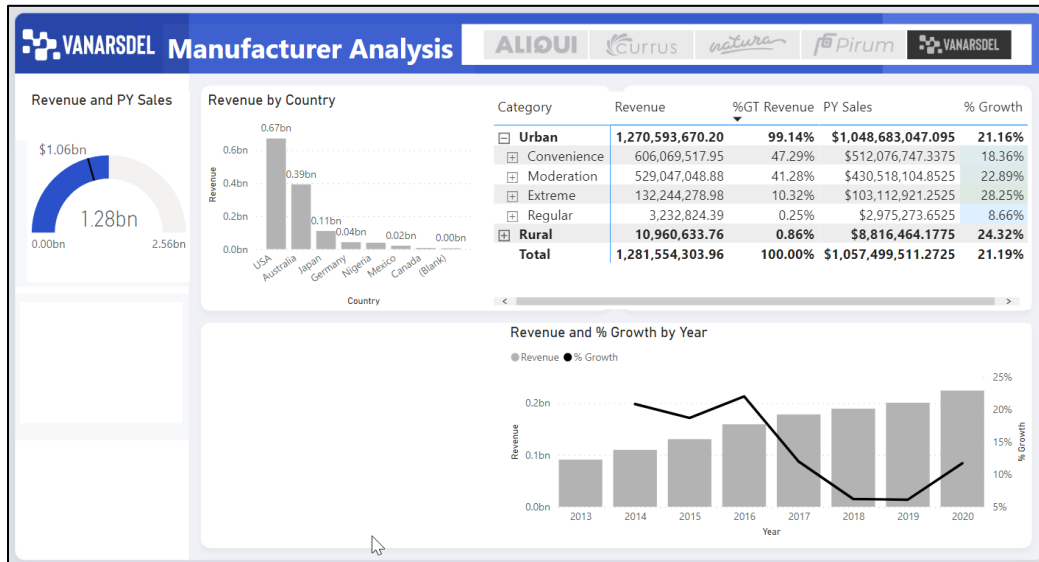 VANARSDEL Manufacturer Analysis
ALIQUI currus natura Pirum VANARSDEL
Revenue and PY Sales
$1.06bn
1.28bn
0.00bn 2.56bn
Revenue by Country
Revenue
0.6bn
0.4bn
0.2bn
0.0bn
0.67bn
0.39bn
0.11bn
0.04bn
0.02bn
0.00bn
USA Australia Japan Germany Nigeria Mexico Canada (Blank)
Country
Category Revenue %GT Revenue PY Sales % Growth
Urban 1,270,593,670.20 99.14% $1,048,683,047.095 21.16%
Convenience 606,069,517.95 47.29% $512,076,747.3375 18.36%
Moderation 529,047,048.88 41.28% $430,518,104.8525 22.89%
Extreme 132,244,278.98 10.32% $103,112,921.2525 28.25%
Regular 3,232,824.39 0.25% $2,975,273.6525 8.66%
Rural 10,960,633.76 0.86% $8,816,464.1775 24.32%
Total 1,281,554,303.96 100.00% $1,057,499,511.2725 21.19%
Revenue and % Growth by Year
Revenue % Growth
Revenue
0.2bn
0.1bn
0.0bn
25%
20%
15%
10%
5%
% Growth
2013 2014 2015 2016 2017 2018 2019 2020
Year